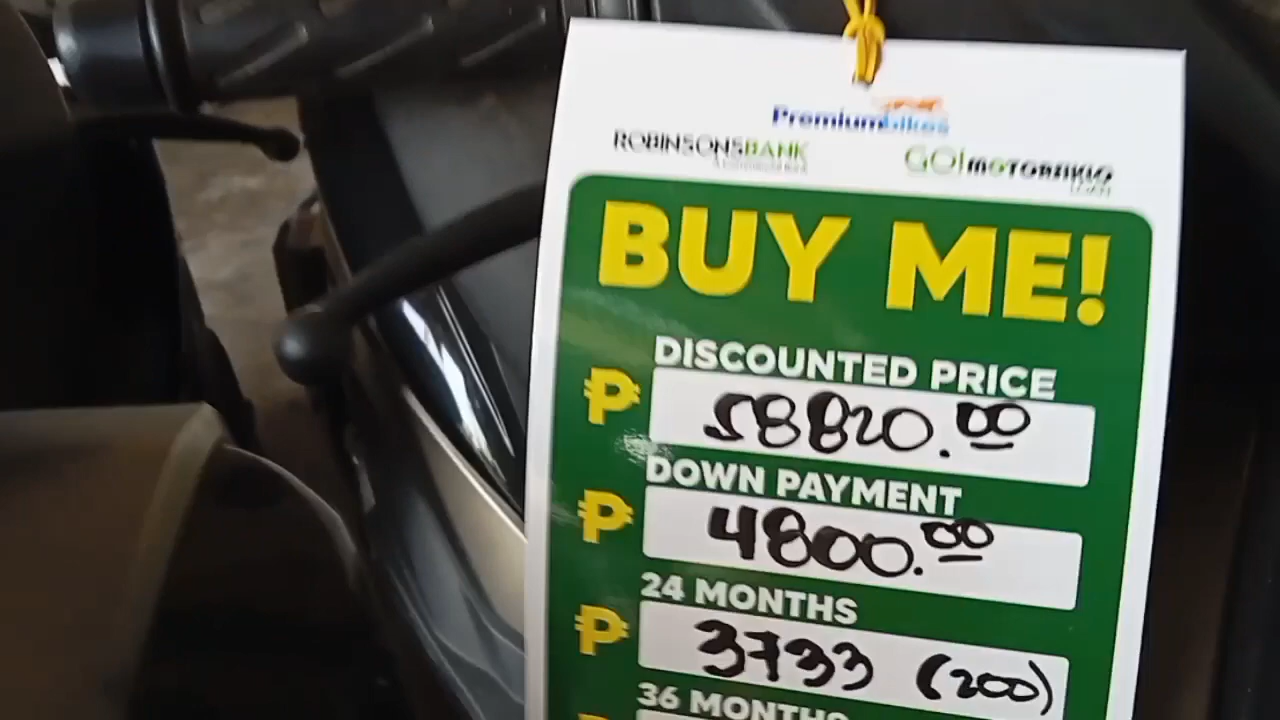 Premiumbikes
ROBINSONSBANK
GO! MOTORSIKLO
BUY ME!
DISCOUNTED PRICE
₱ 58820.00
DOWN PAYMENT
₱ 4800.00
24 MONTHS
₱ 3733 (200)
36 MONTHS